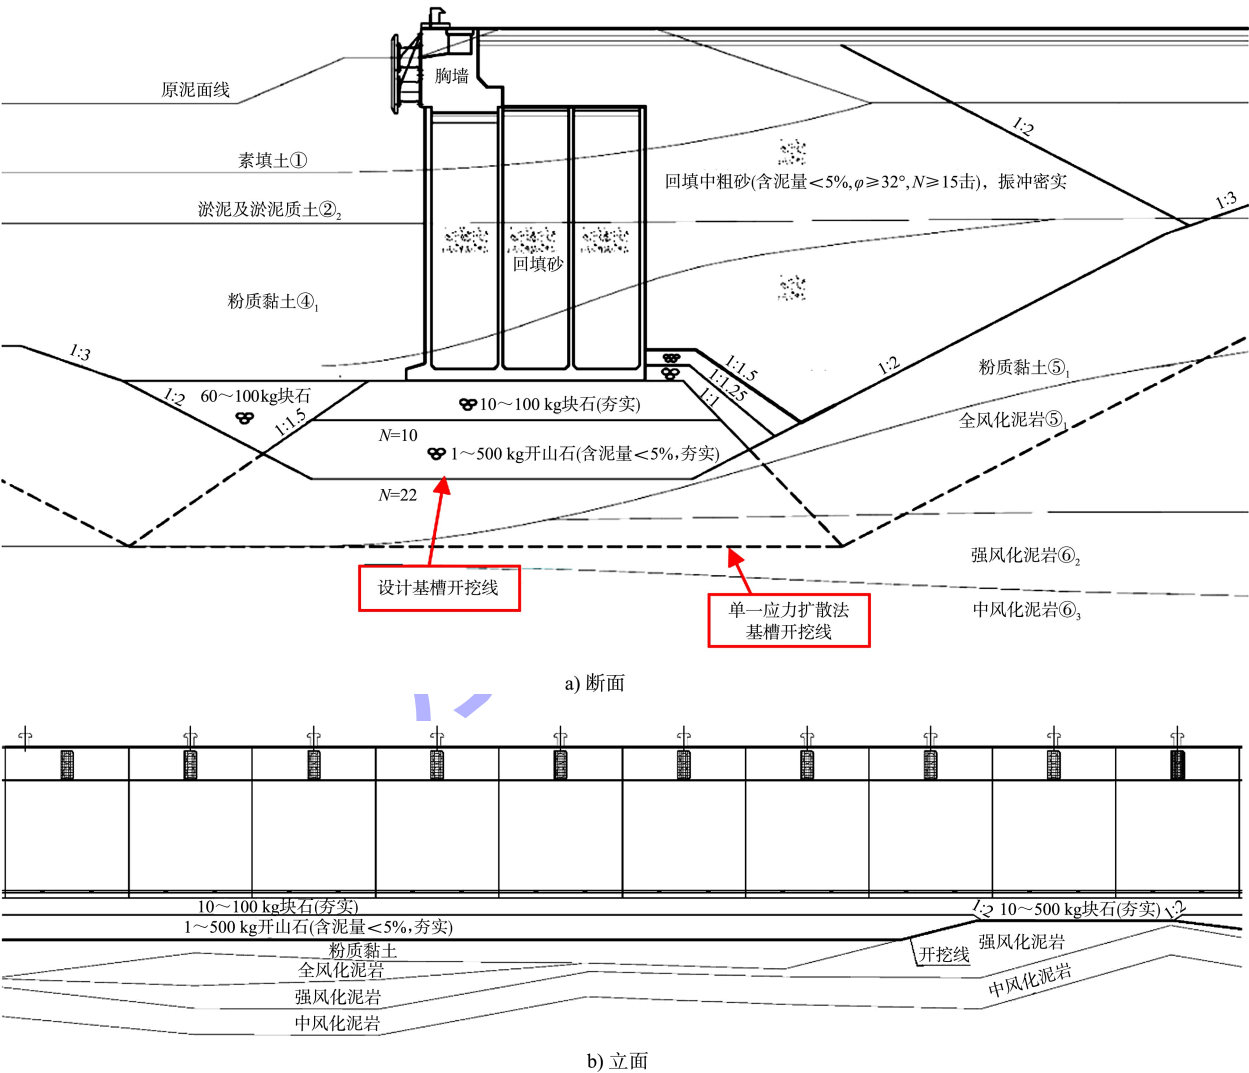 胸墙
原泥面线
1:2
素填土①
回填中粗砂(含泥量<5%,φ≥32°,N≥15击)，振冲密实
1:3
淤泥及淤泥质土②2
回填砂
粉质黏土④1
1:3
1:2
1:1.5
1:1.25
1:1
粉质黏土⑤1
60～100kg块石
1:2
1:1.5
10～100 kg块石(夯实)
全风化泥岩⑤1
N=10
1～500 kg开山石(含泥量<5%,夯实)
N=22
强风化泥岩⑥2
设计基槽开挖线
单一应力扩散法
基槽开挖线
中风化泥岩⑥3
a) 断面
10～100 kg块石(夯实)
1:2
10～500 kg块石(夯实)
1:2
1～500 kg开山石(含泥量<5%,夯实)
粉质黏土
开挖线
强风化泥岩
全风化泥岩
强风化泥岩
中风化泥岩
中风化泥岩
b) 立面